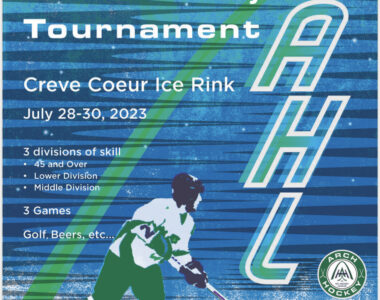 Tournament
Creve Coeur Ice Rink
July 28-30, 2023
3 divisions of skill
• 45 and Over
• Lower Division
• Middle Division
3 Games
Golf, Beers, etc...
AHL
ARCH
HOCKEY
2